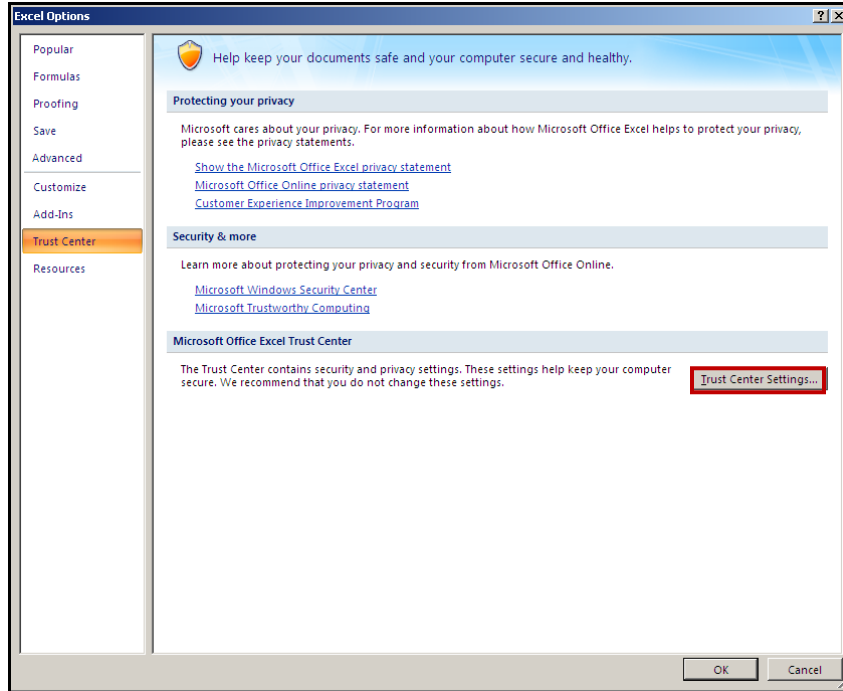 Excel Options
Popular
Formulas
Proofing
Save
Advanced
Customize
Add-Ins
Trust Center
Resources
Help keep your documents safe and your computer secure and healthy.
Protecting your privacy
Microsoft cares about your privacy. For more information about how Microsoft Office Excel helps to protect your privacy,
please see the privacy statements.
Show the Microsoft Office Excel privacy statement
Microsoft Office Online privacy statement
Customer Experience Improvement Program
Security & more
Learn more about protecting your privacy and security from Microsoft Office Online.
Microsoft Windows Security Center
Microsoft Trustworthy Computing
Microsoft Office Excel Trust Center
The Trust Center contains security and privacy settings. These settings help keep your computer
secure. We recommend that you do not change these settings.
Trust Center Settings...
OK
Cancel